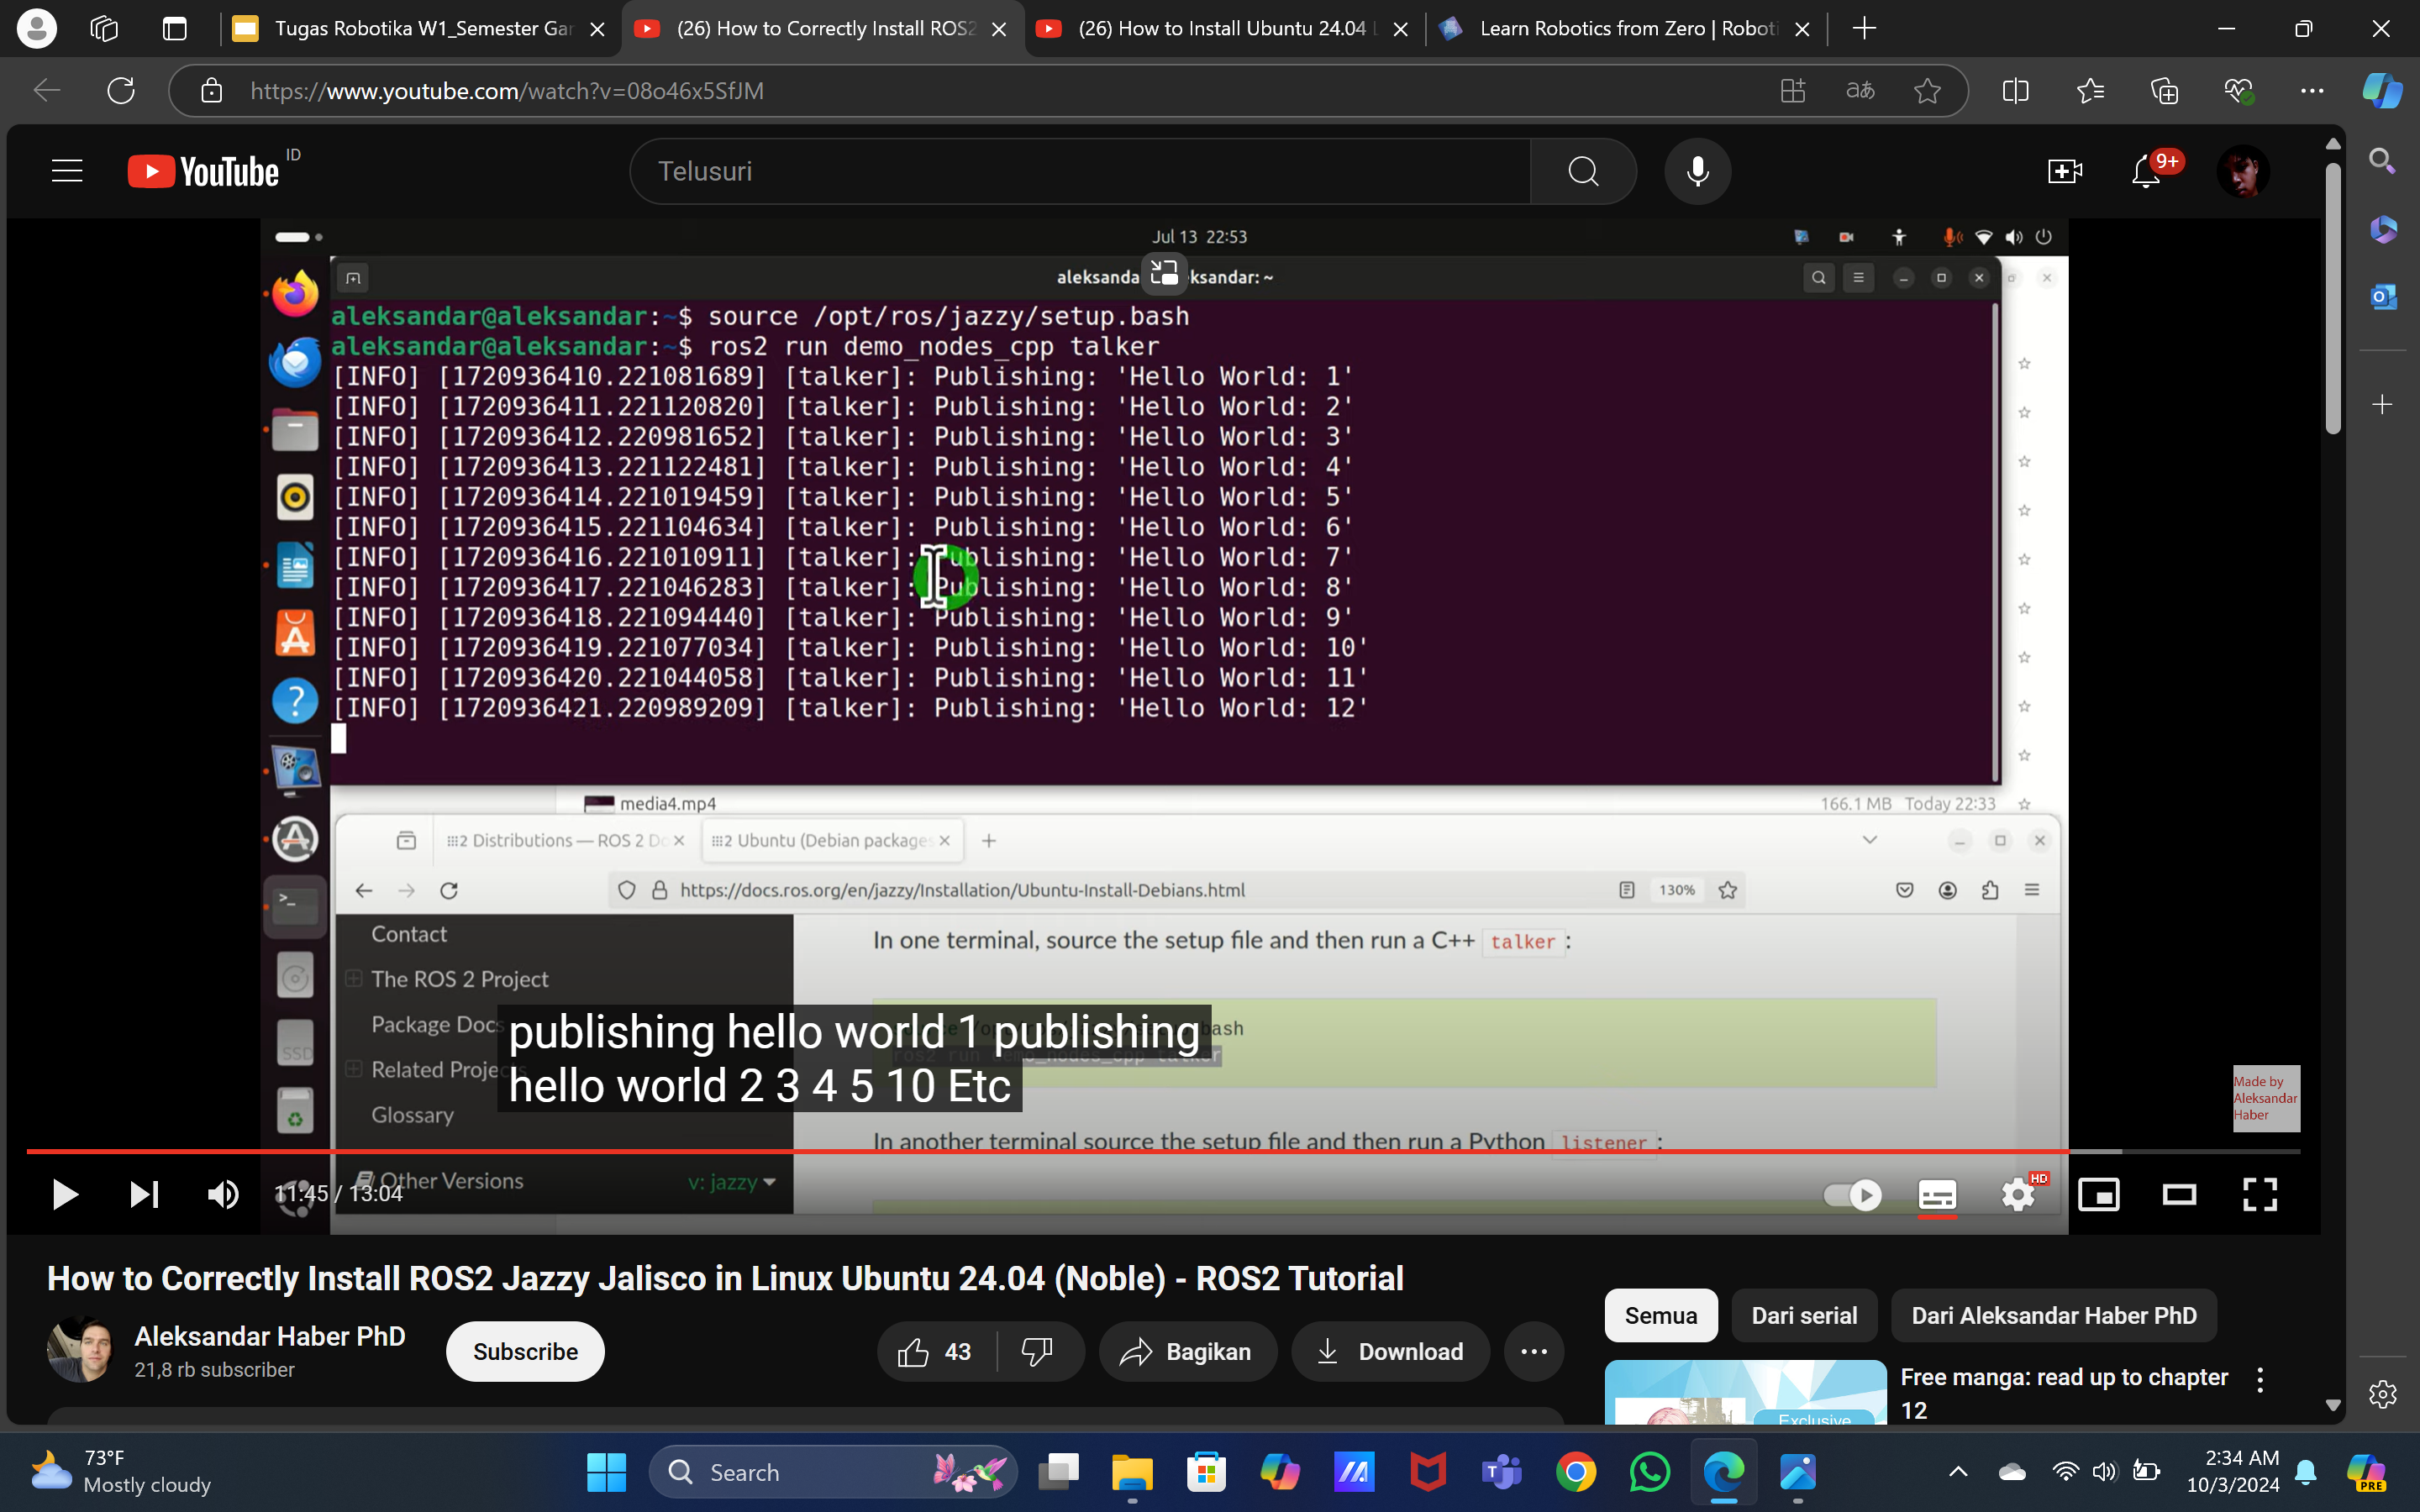 Tugas Robotika W1_Semester Gar
(26) How to Correctly Install ROS2
(26) How to Install Ubuntu 24.04 L
Learn Robotics from Zero | Roboti
https://www.youtube.com/watch?v=08o46x5SfJM
YouTube ID
Telusuri
9+
Jul 13 22:53
aleksanda ksandar: ~
aleksandar@aleksandar:~$ source /opt/ros/jazzy/setup.bash
aleksandar@aleksandar:~$ ros2 run demo_nodes_cpp talker
[INFO] [1720936410.221081689] [talker]: Publishing: 'Hello World: 1'
[INFO] [1720936411.221120820] [talker]: Publishing: 'Hello World: 2'
[INFO] [1720936412.220981652] [talker]: Publishing: 'Hello World: 3'
[INFO] [1720936413.221122481] [talker]: Publishing: 'Hello World: 4'
[INFO] [1720936414.221019459] [talker]: Publishing: 'Hello World: 5'
[INFO] [1720936415.221104634] [talker]: Publishing: 'Hello World: 6'
[INFO] [1720936416.221010911] [talker]: Publishing: 'Hello World: 7'
[INFO] [1720936417.221046283] [talker]: Publishing: 'Hello World: 8'
[INFO] [1720936418.221094440] [talker]: Publishing: 'Hello World: 9'
[INFO] [1720936419.221077034] [talker]: Publishing: 'Hello World: 10'
[INFO] [1720936420.221044058] [talker]: Publishing: 'Hello World: 11'
[INFO] [1720936421.220989209] [talker]: Publishing: 'Hello World: 12'
media4.mp4 166.1 MB Today 22:33
Distributions — ROS 2 Do
Ubuntu (Debian packages
https://docs.ros.org/en/jazzy/Installation/Ubuntu-Install-Debians.html 130%
Contact
The ROS 2 Project
Package Docs
Related Projec
Glossary
Other Versions v: jazzy
In one terminal, source the setup file and then run a C++ talker :
bash
ros2 run demo_nodes_cpp talker
In another terminal source the setup file and then run a Python listener :
publishing hello world 1 publishing
hello world 2 3 4 5 10 Etc
SSD
Made by
Aleksandar
Haber
11:45 / 13:04
HD
How to Correctly Install ROS2 Jazzy Jalisco in Linux Ubuntu 24.04 (Noble) - ROS2 Tutorial
Aleksandar Haber PhD
21,8 rb subscriber
Subscribe
43
Bagikan
Download
Semua
Dari serial
Dari Aleksandar Haber PhD
Free manga: read up to chapter
12
Exclusive
73°F
Mostly cloudy
Search
2:34 AM
10/3/2024
PRE